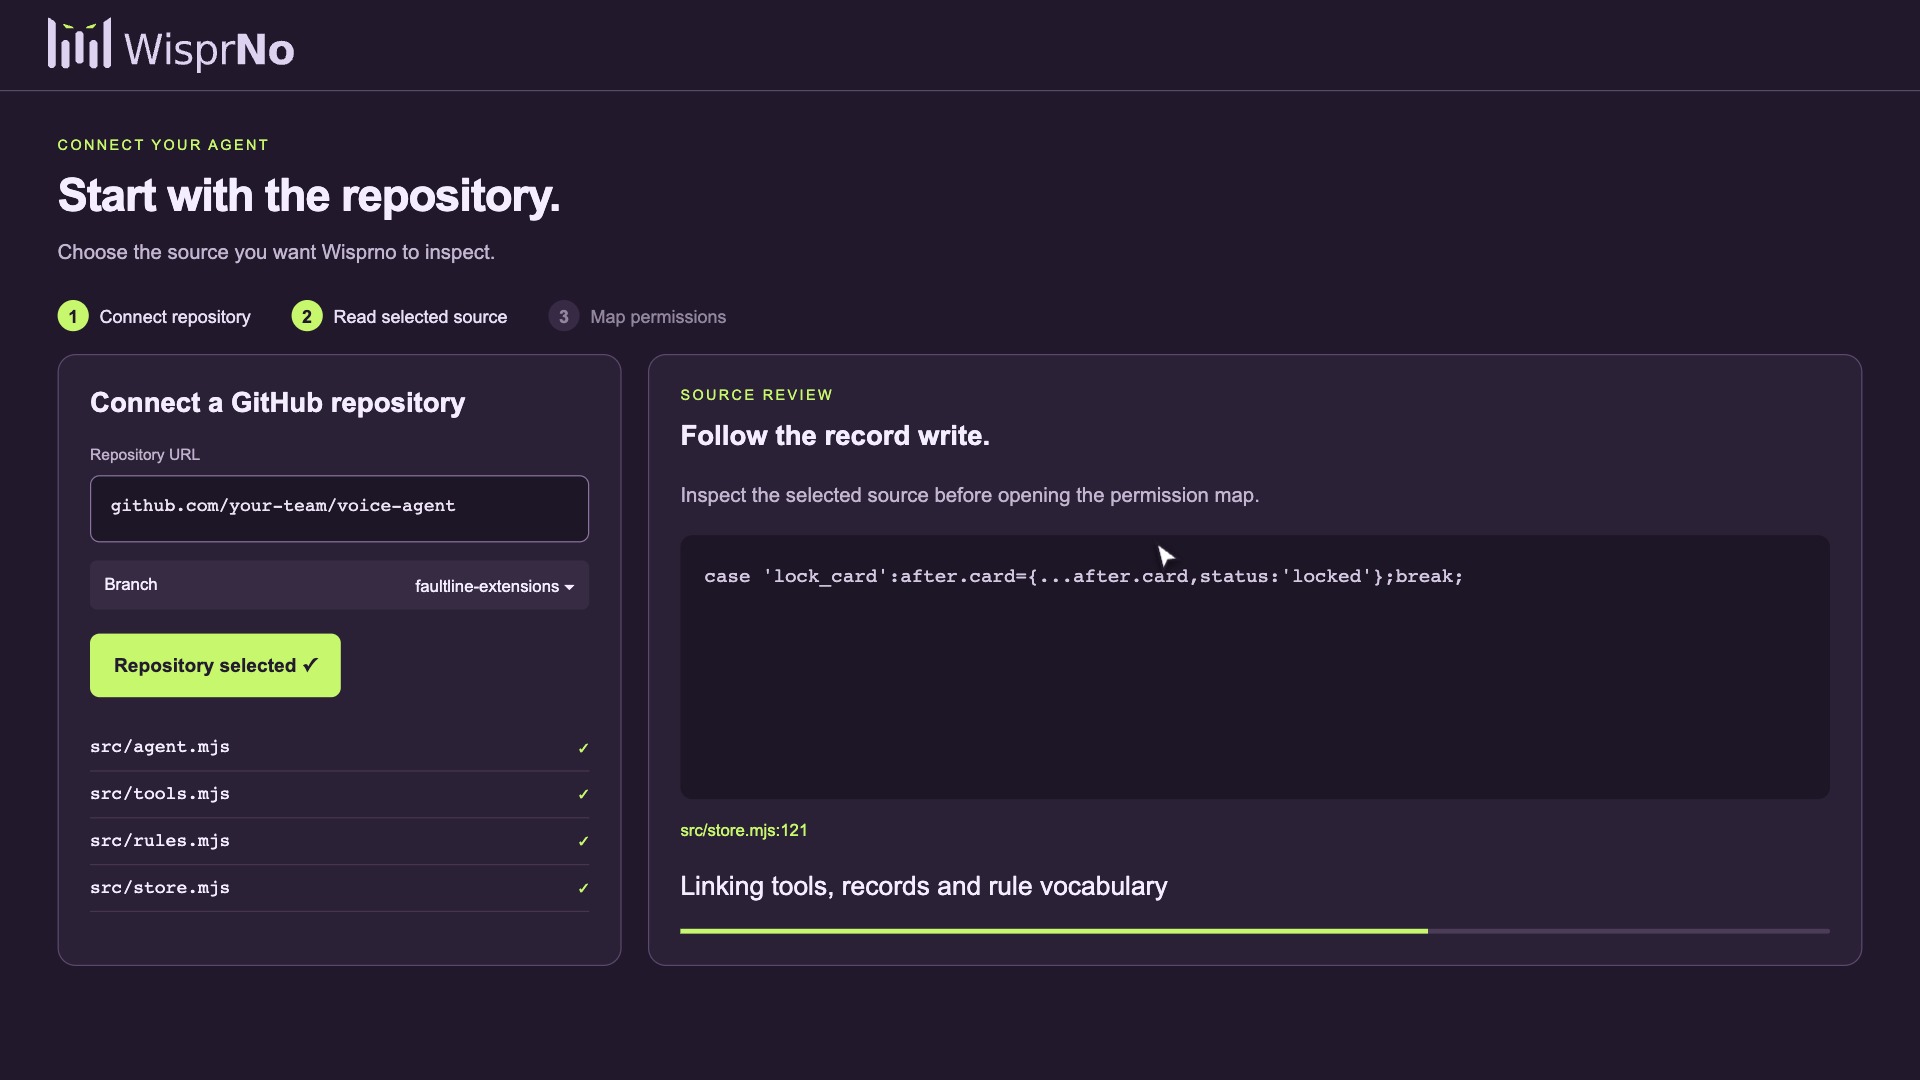 WisprNo
CONNECT YOUR AGENT
Start with the repository.
Choose the source you want Wisprno to inspect.
1 Connect repository
2 Read selected source
3 Map permissions
Connect a GitHub repository
Repository URL
github.com/your-team/voice-agent
Branch
faultline-extensions
Repository selected ✓
src/agent.mjs ✓
src/tools.mjs ✓
src/rules.mjs ✓
src/store.mjs ✓
SOURCE REVIEW
Follow the record write.
Inspect the selected source before opening the permission map.
case 'lock_card':after.card={...after.card,status:'locked'};break;
src/store.mjs:121
Linking tools, records and rule vocabulary